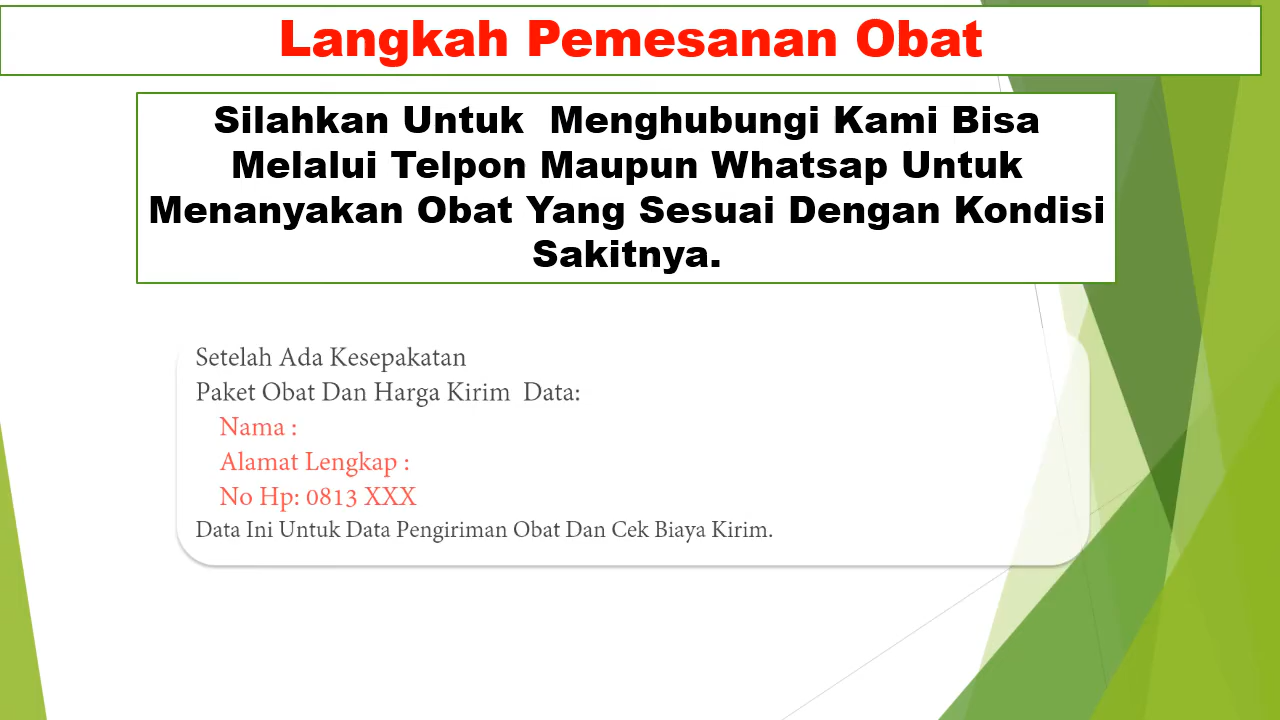 Langkah Pemesanan Obat
Silahkan Untuk  Menghubungi Kami Bisa
Melalui Telpon Maupun Whatsap Untuk
Menanyakan Obat Yang Sesuai Dengan Kondisi
Sakitnya.
Setelah Ada Kesepakatan
Paket Obat Dan Harga Kirim  Data:
Nama :
Alamat Lengkap :
No Hp: 0813 XXX
Data Ini Untuk Data Pengiriman Obat Dan Cek Biaya Kirim.